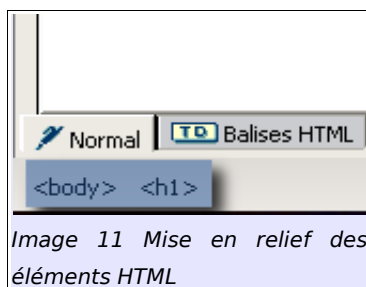 Normal TD Balises HTML
<body> <h1>
Image 11 Mise en relief des
éléments HTML